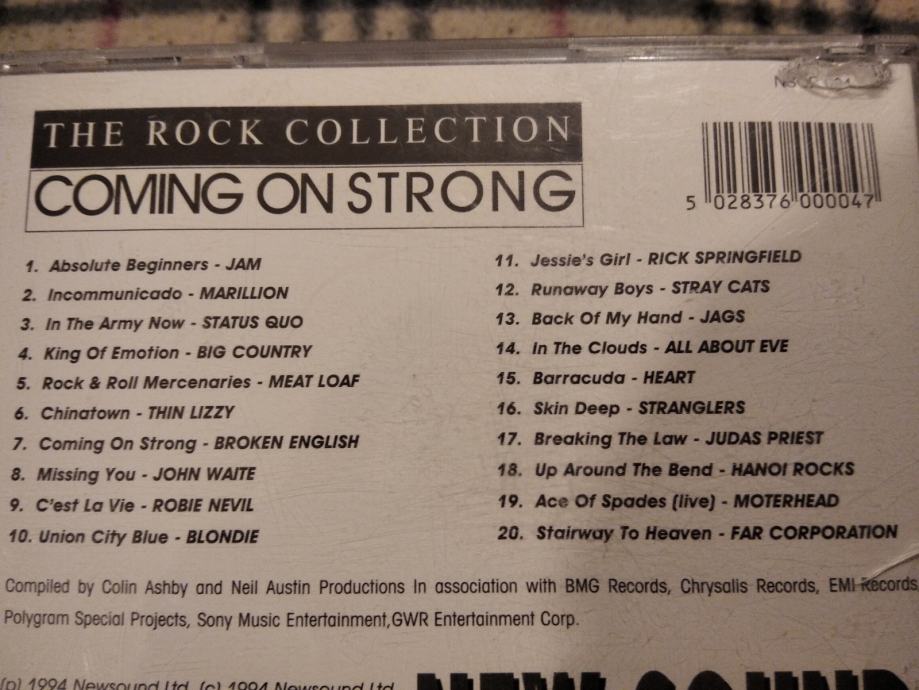 THE ROCK COLLECTION
COMING ON STRONG
5 028376 000047
1. Absolute Beginners - JAM
2. Incommunicado - MARILLION
3. In The Army Now - STATUS QUO
4. King Of Emotion - BIG COUNTRY
5. Rock & Roll Mercenaries - MEAT LOAF
6. Chinatown - THIN LIZZY
7. Coming On Strong - BROKEN ENGLISH
8. Missing You - JOHN WAITE
9. C'est La Vie - ROBIE NEVIL
10. Union City Blue - BLONDIE
11. Jessie's Girl - RICK SPRINGFIELD
12. Runaway Boys - STRAY CATS
13. Back Of My Hand - JAGS
14. In The Clouds - ALL ABOUT EVE
15. Barracuda - HEART
16. Skin Deep - STRANGLERS
17. Breaking The Law - JUDAS PRIEST
18. Up Around The Bend - HANOI ROCKS
19. Ace Of Spades (live) - MOTERHEAD
20. Stairway To Heaven - FAR CORPORATION
Compiled by Colin Ashby and Neil Austin Productions In association with BMG Records, Chrysalis Records, EMI Records,
Polygram Special Projects, Sony Music Entertainment,GWR Entertainment Corp.
(p) 1994 Newsound Ltd. (c) 1994 Newsound Ltd.